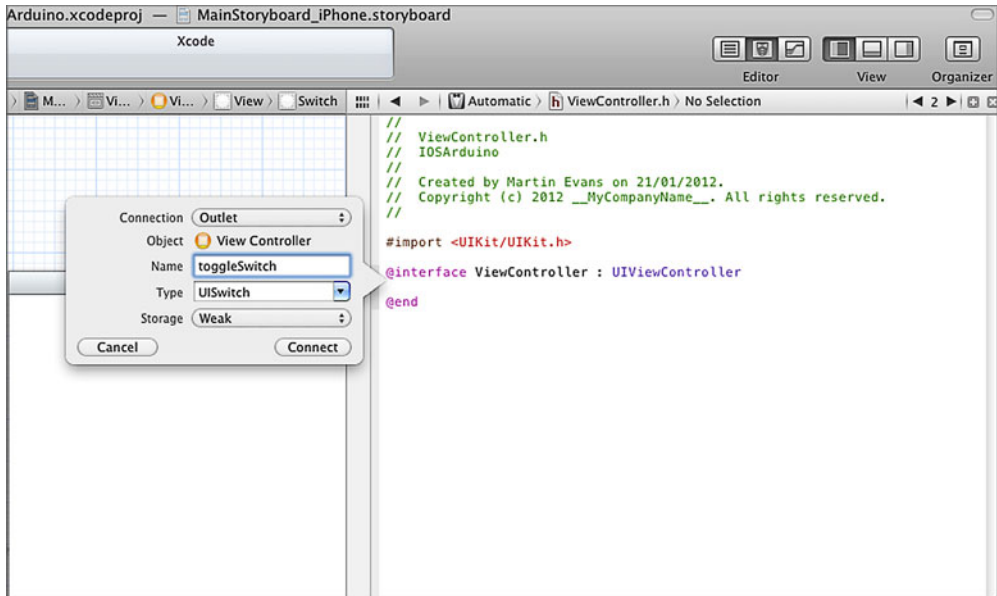 Arduino.xcodeproj — MainStoryboard_iPhone.storyboard
Xcode
Editor View Organizer
M... Vi... Vi... View Switch Automatic h ViewController.h No Selection 2
//
// ViewController.h
// IOSArduino
//
// Created by Martin Evans on 21/01/2012.
// Copyright (c) 2012 __MyCompanyName__. All rights reserved.
//
#import <UIKit/UIKit.h>
@interface ViewController : UIViewController
@end
Connection Outlet
Object View Controller
Name toggleSwitch
Type UISwitch
Storage Weak
Cancel Connect